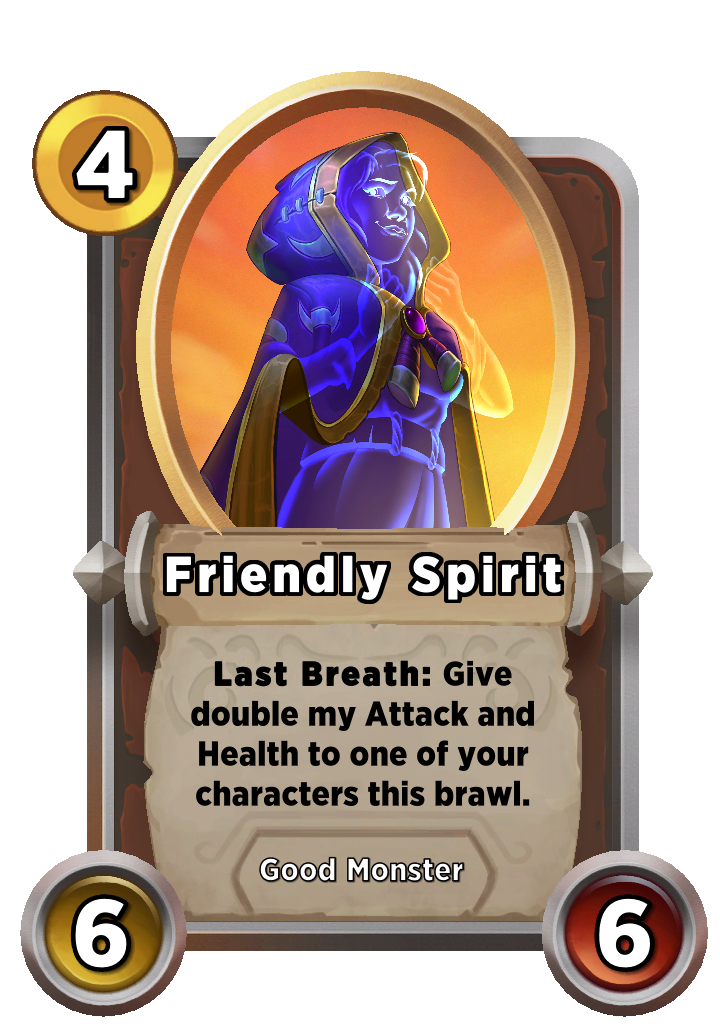 4
Friendly Spirit
Last Breath: Give
double my Attack and
Health to one of your
characters this brawl.
Good Monster
6
6